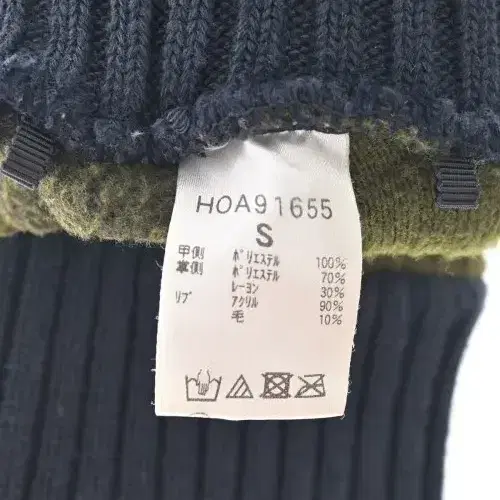 HOA91655
S
甲側 ポリエステル 100%
掌側 ポリエステル 70%
レーヨン 30%
リブ アクリル 90%
毛 10%